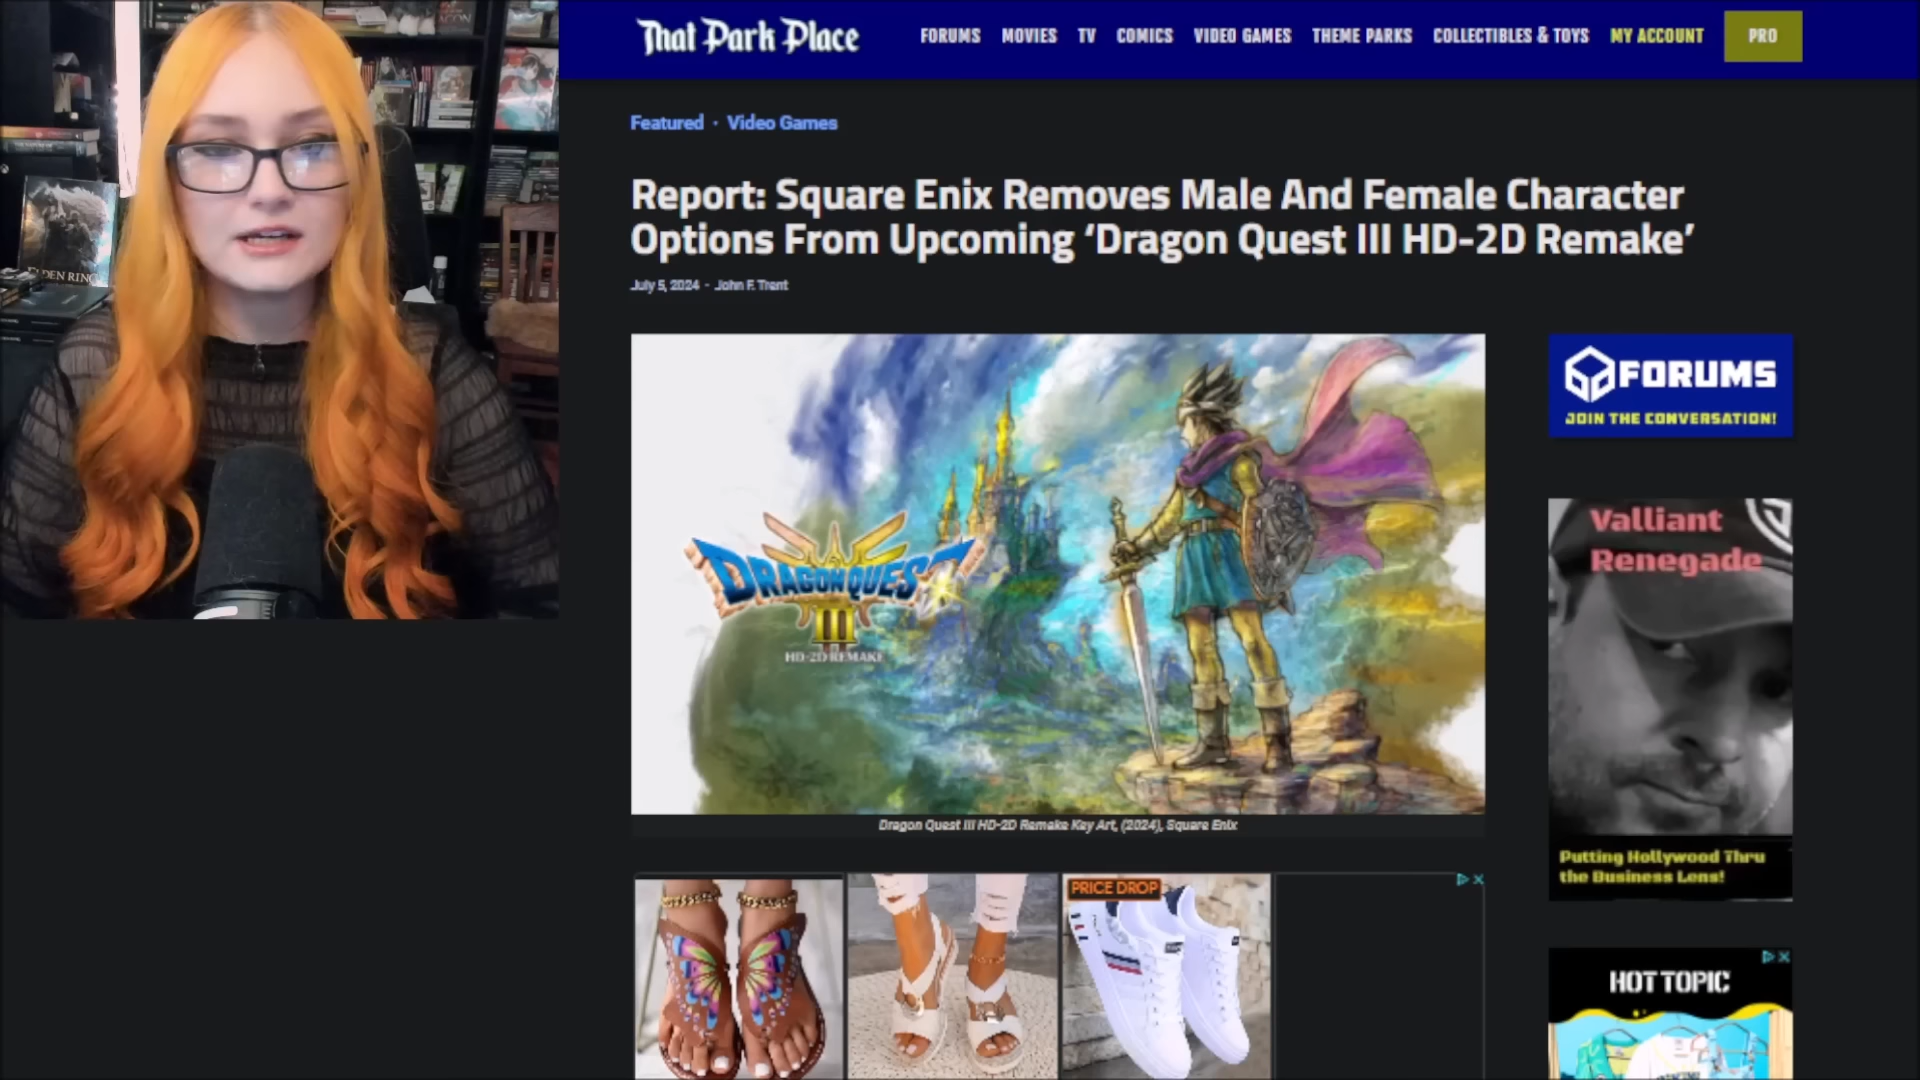 That Park Place
FORUMS MOVIES TV COMICS VIDEO GAMES THEME PARKS COLLECTIBLES & TOYS MY ACCOUNT PRO
Featured · Video Games
Report: Square Enix Removes Male And Female Character
Options From Upcoming ‘Dragon Quest III HD-2D Remake’
July 5, 2024 - John F. Trent
ELDEN RING
DRAGON QUEST
III
HD-2D REMAKE
Dragon Quest III HD-2D Remake Key Art, (2024), Square Enix
FORUMS
JOIN THE CONVERSATION!
Valliant
Renegade
Putting Hollywood Thru
the Business Lens!
PRICE DROP
HOT TOPIC